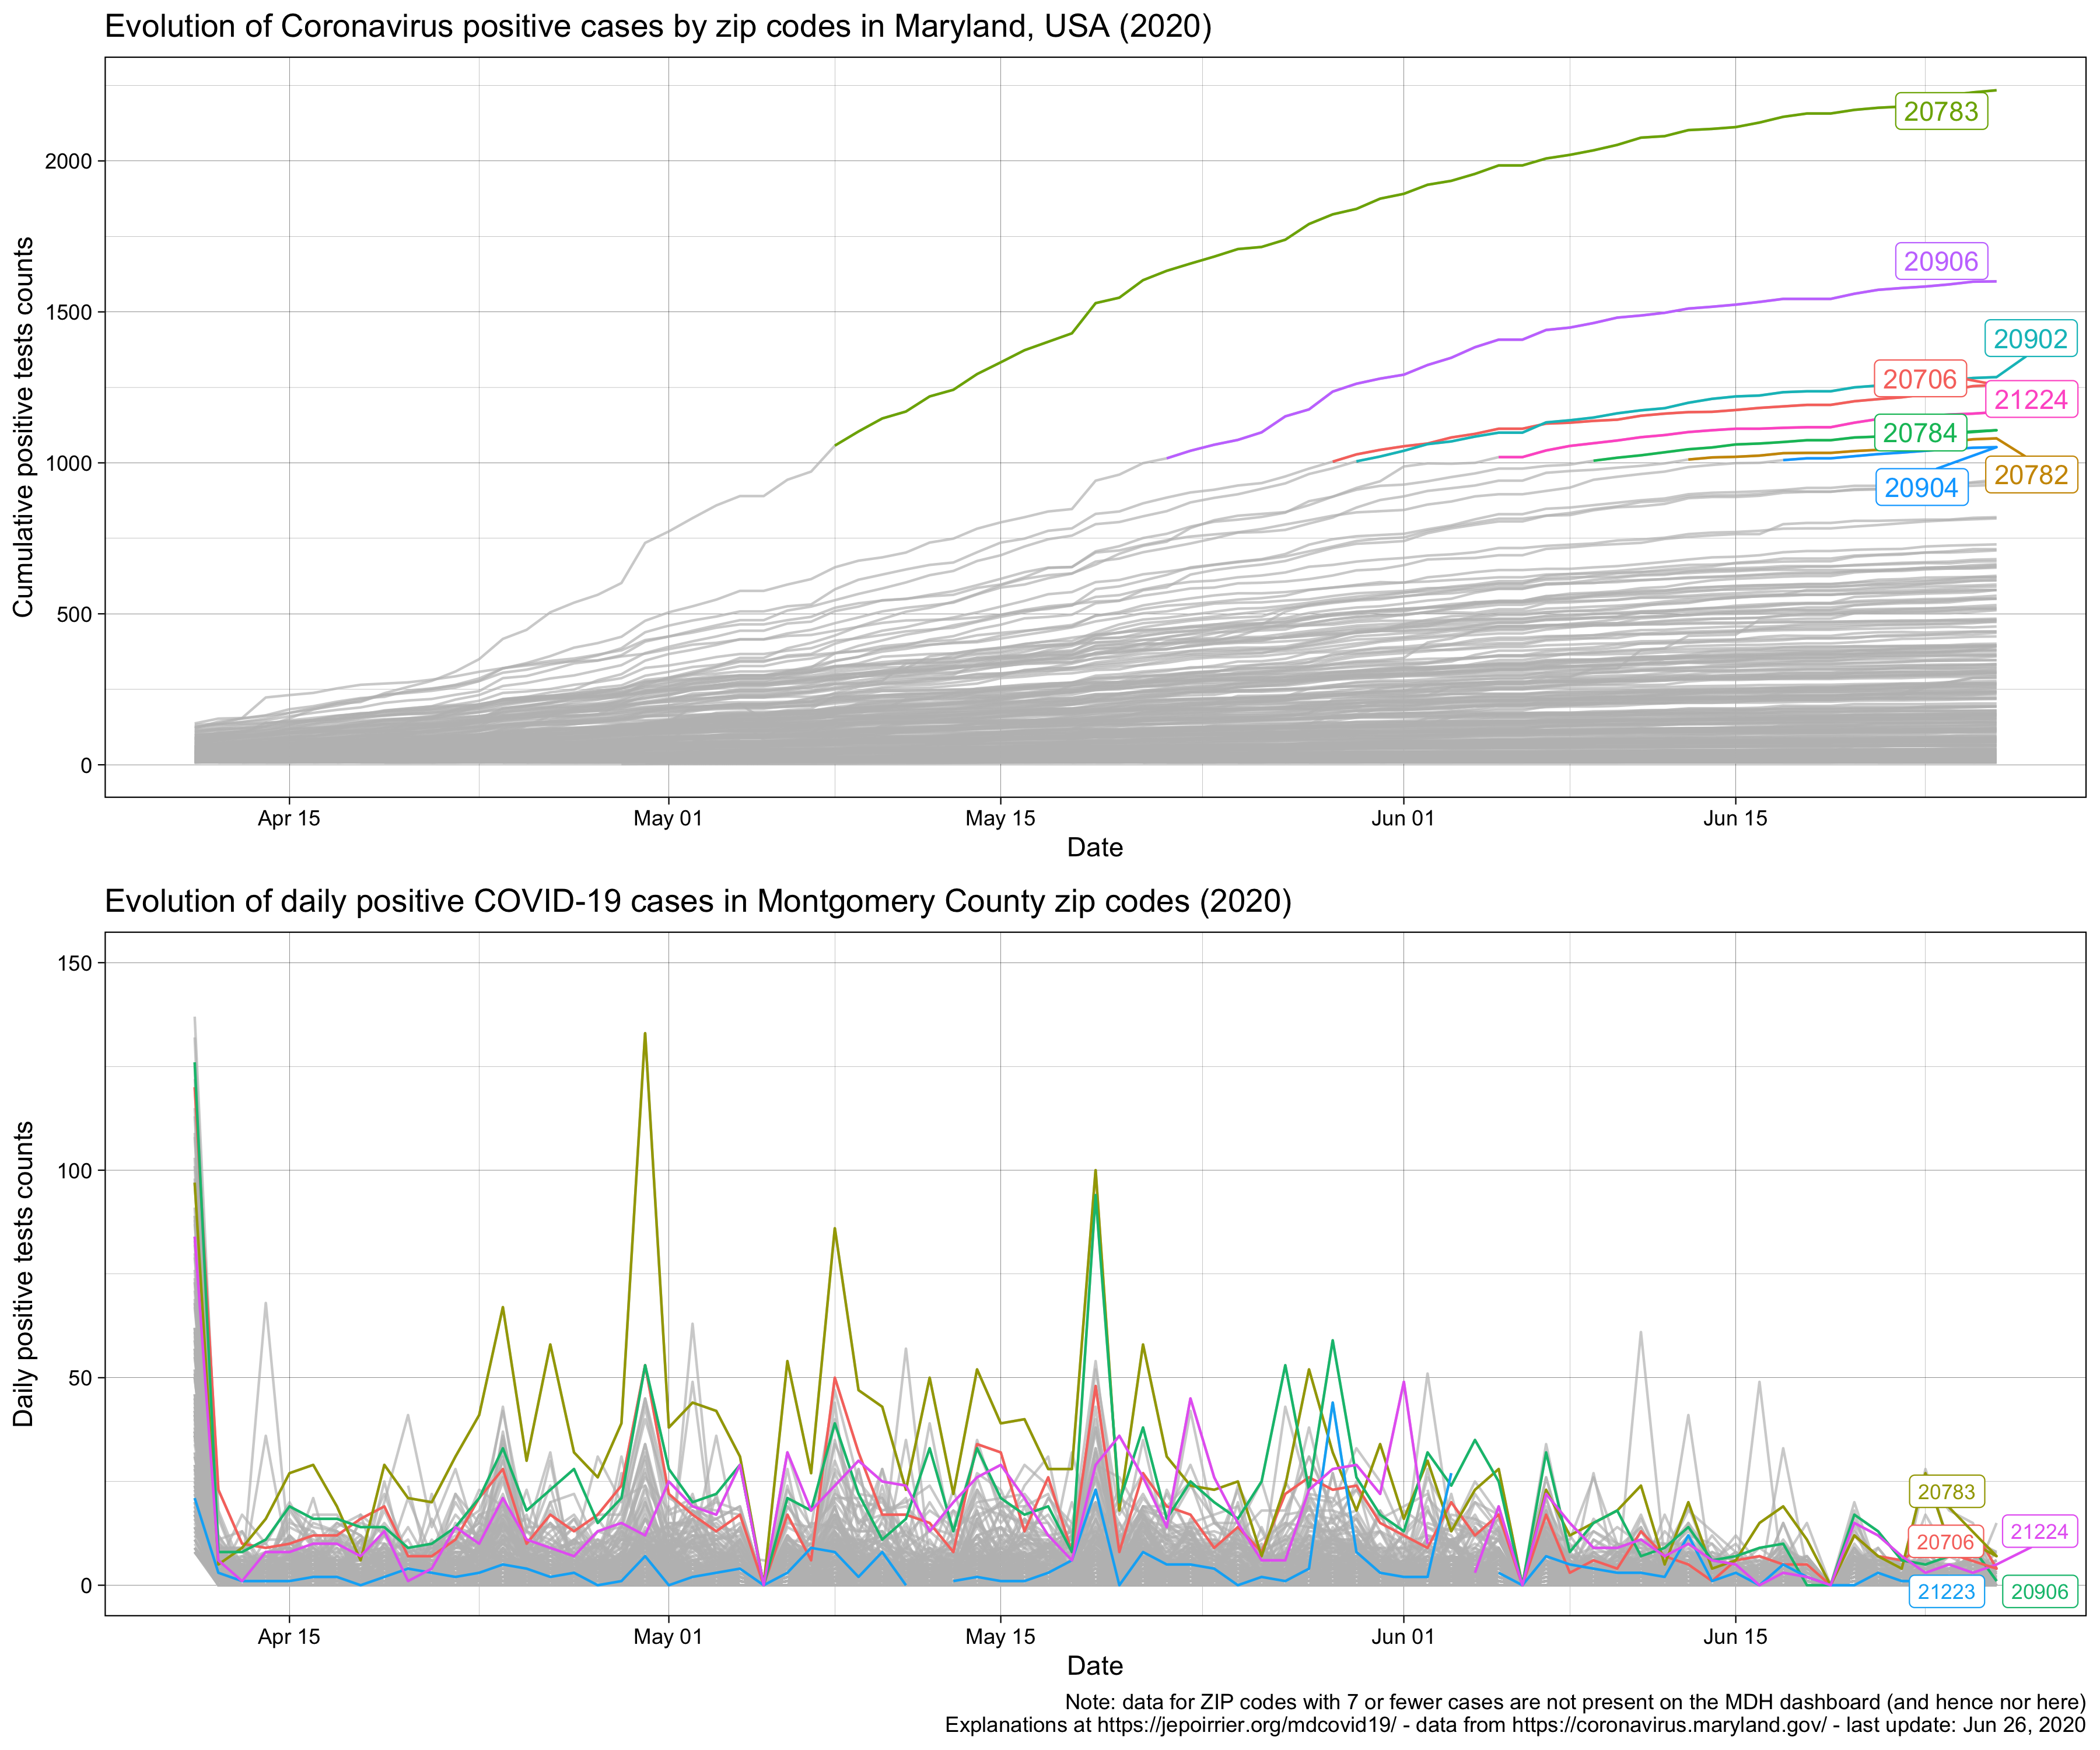 Evolution of Coronavirus positive cases by zip codes in Maryland, USA (2020)
Cumulative positive tests counts
2000
1500
1000
500
0
20783
20906
20902
20706
21224
20784
20782
20904
Apr 15
May 01
May 15
Jun 01
Jun 15
Date
Evolution of daily positive COVID-19 cases in Montgomery County zip codes (2020)
Daily positive tests counts
150
100
50
0
20783
21224
20706
21223
20906
Apr 15
May 01
May 15
Jun 01
Jun 15
Date
Note: data for ZIP codes with 7 or fewer cases are not present on the MDH dashboard (and hence nor here)
Explanations at https://jepoirrier.org/mdcovid19/ - data from https://coronavirus.maryland.gov/ - last update: Jun 26, 2020